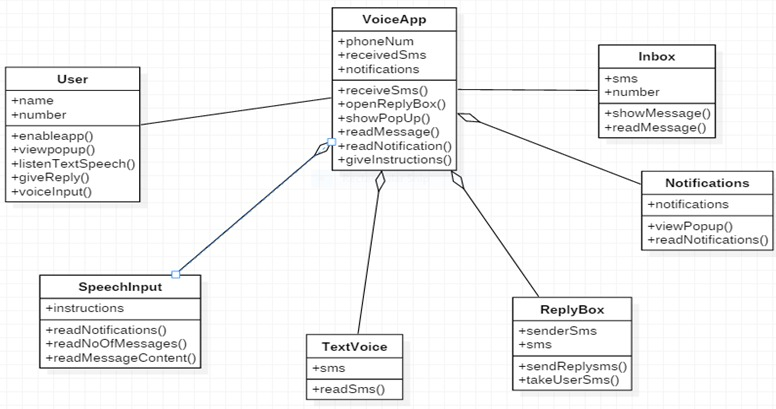 VoiceApp
+phoneNum
+receivedSms
+notifications
+receiveSms()
+openReplyBox()
+showPopUp()
+readMessage()
+readNotification()
+giveInstructions()
User
+name
+number
+enableapp()
+viewpopup()
+listenTextSpeech()
+giveReply()
+voiceInput()
Inbox
+sms
+number
+showMessage()
+readMessage()
Notifications
+notifications
+viewPopup()
+readNotifications()
SpeechInput
+instructions
+readNotifications()
+readNoOfMessages()
+readMessageContent()
TextVoice
+sms
+readSms()
ReplyBox
+senderSms
+sms
+sendReplysms()
+takeUserSms()